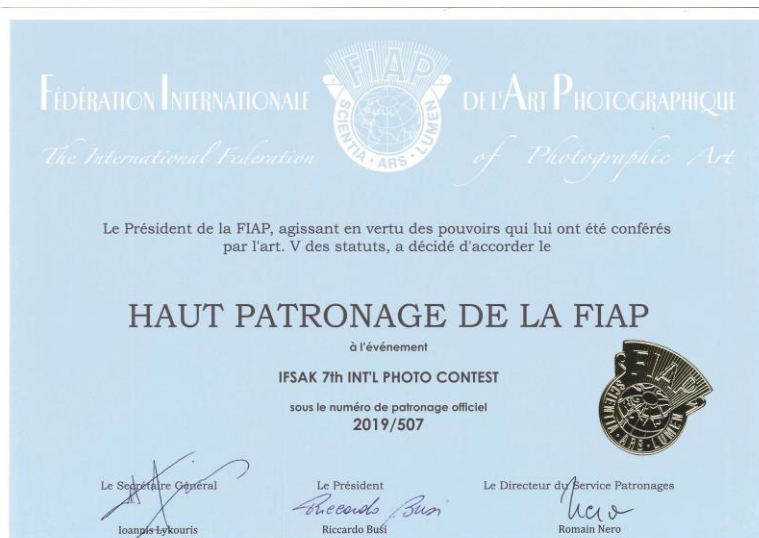 FÉDÉRATION INTERNATIONALE DE L'ART PHOTOGRAPHIQUE
FIAP
SCIENTIA · ARS · LUMEN
The International Federation of Photographic Art
Le Président de la FIAP, agissant en vertu des pouvoirs qui lui ont été conférés
par l'art. V des statuts, a décidé d'accorder le
HAUT PATRONAGE DE LA FIAP
à l'événement
IFSAK 7th INT'L PHOTO CONTEST
sous le numéro de patronage officiel
2019/507
FIAP
SCIENTIA · ARS · LUMEN
Le Secrétaire Général Le Président Le Directeur du Service Patronages
Riccardo Busi Nero
Ioannis Lykouris Riccardo Busi Romain Nero